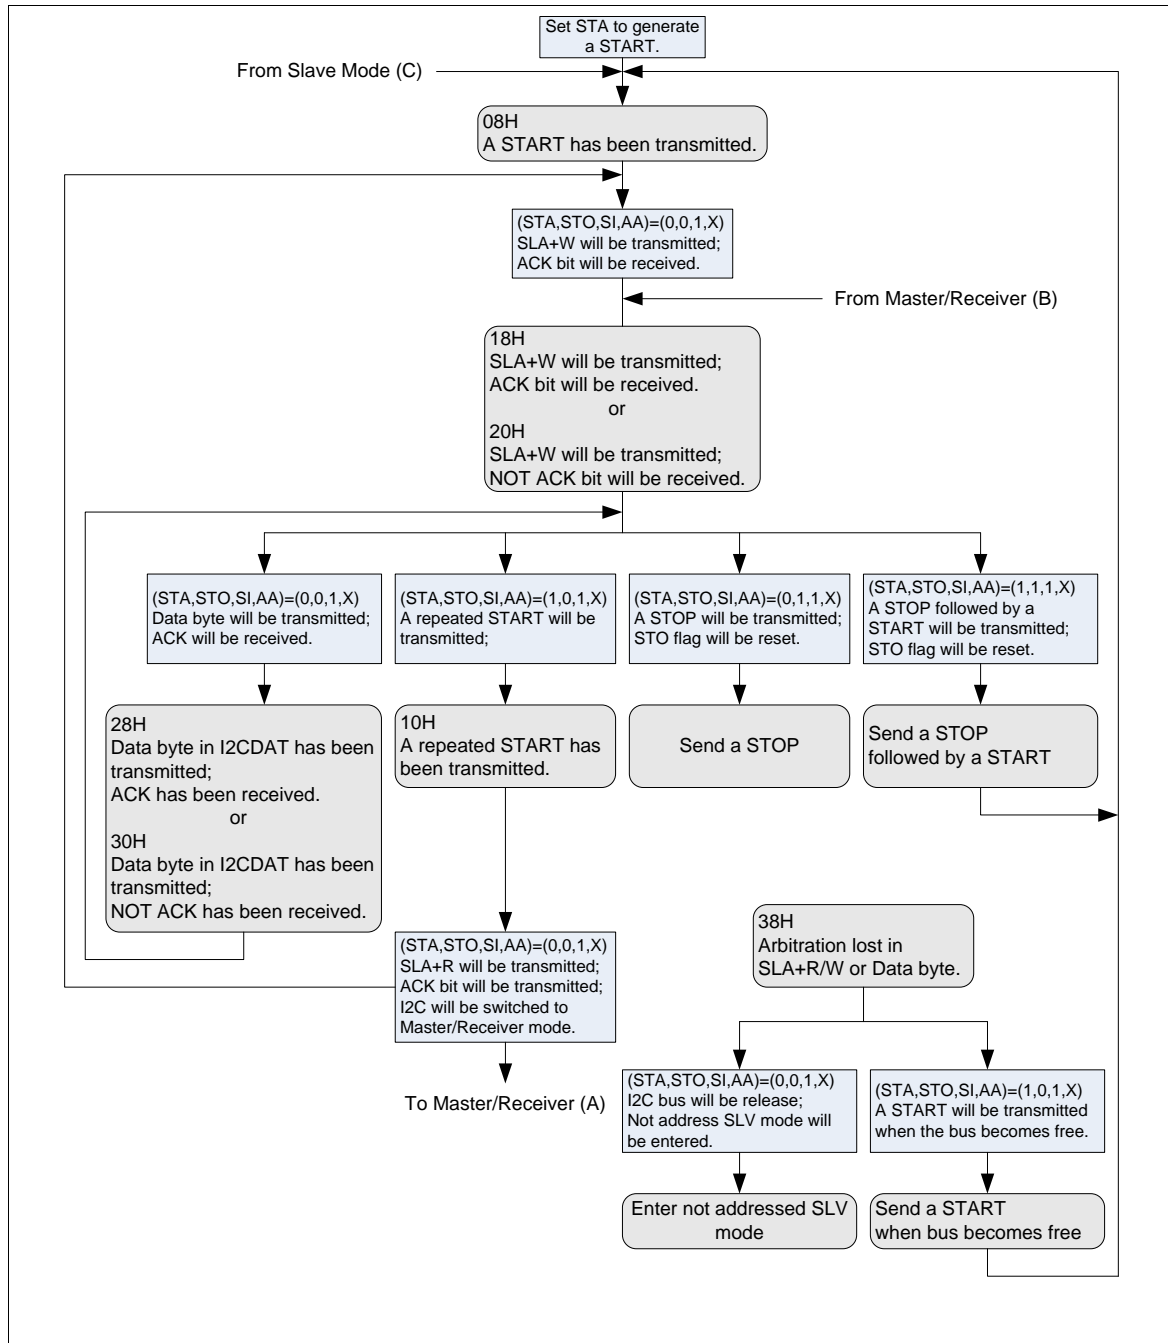 Set STA to generate
a START.
From Slave Mode (C)
08H
A START has been transmitted.
(STA,STO,SI,AA)=(0,0,1,X)
SLA+W will be transmitted;
ACK bit will be received.
From Master/Receiver (B)
18H
SLA+W will be transmitted;
ACK bit will be received.
or
20H
SLA+W will be transmitted;
NOT ACK bit will be received.
(STA,STO,SI,AA)=(0,0,1,X)
Data byte will be transmitted;
ACK will be received.
(STA,STO,SI,AA)=(1,0,1,X)
A repeated START will be
transmitted;
(STA,STO,SI,AA)=(0,1,1,X)
A STOP will be transmitted;
STO flag will be reset.
(STA,STO,SI,AA)=(1,1,1,X)
A STOP followed by a
START will be transmitted;
STO flag will be reset.
28H
Data byte in I2CDAT has been
transmitted;
ACK has been received.
or
30H
Data byte in I2CDAT has been
transmitted;
NOT ACK has been received.
10H
A repeated START has
been transmitted.
Send a STOP
Send a STOP
followed by a START
(STA,STO,SI,AA)=(0,0,1,X)
SLA+R will be transmitted;
ACK bit will be transmitted;
I2C will be switched to
Master/Receiver mode.
To Master/Receiver (A)
38H
Arbitration lost in
SLA+R/W or Data byte.
(STA,STO,SI,AA)=(0,0,1,X)
I2C bus will be release;
Not address SLV mode will
be entered.
(STA,STO,SI,AA)=(1,0,1,X)
A START will be transmitted
when the bus becomes free.
Enter not addressed SLV
mode
Send a START
when bus becomes free